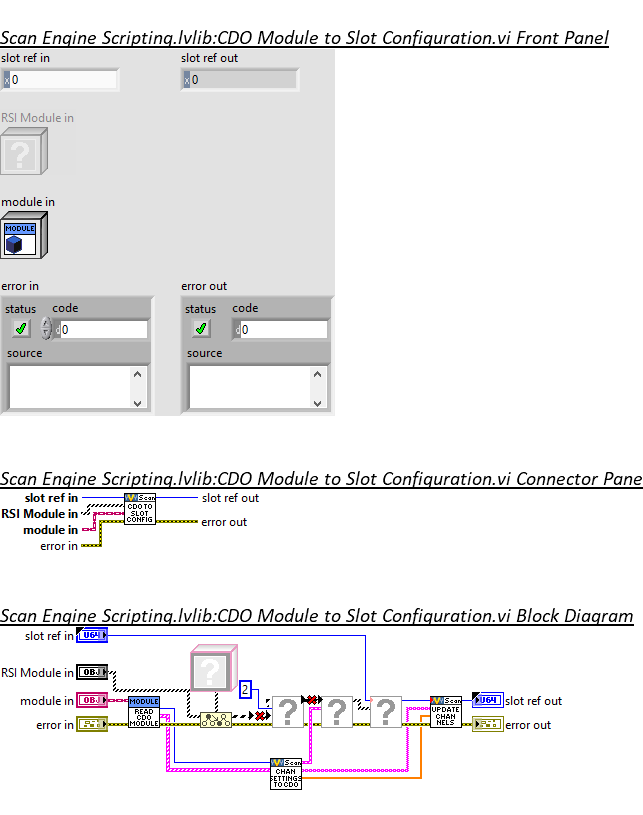 Scan Engine Scripting.lvlib:CDO Module to Slot Configuration.vi Front Panel
slot ref in
slot ref out
x 0
x 0
RSI Module in
?
module in
MODULE
error in
error out
status
code
status
code
d 0
d 0
source
source
Scan Engine Scripting.lvlib:CDO Module to Slot Configuration.vi Connector Pane
slot ref in
RSI Module in
module in
error in
Scan
CDO TO
SLOT
CONFIG
slot ref out
error out
Scan Engine Scripting.lvlib:CDO Module to Slot Configuration.vi Block Diagram
slot ref in
U64
RSI Module in
OBJ
module in
OBJ
error in
MODULE
READ
CDO
MODULE
?
2
?
?
?
Scan
CHAN
SETTINGS
TO CDO
Scan
UPDATE
CHAN
NELS
U64
slot ref out
error out